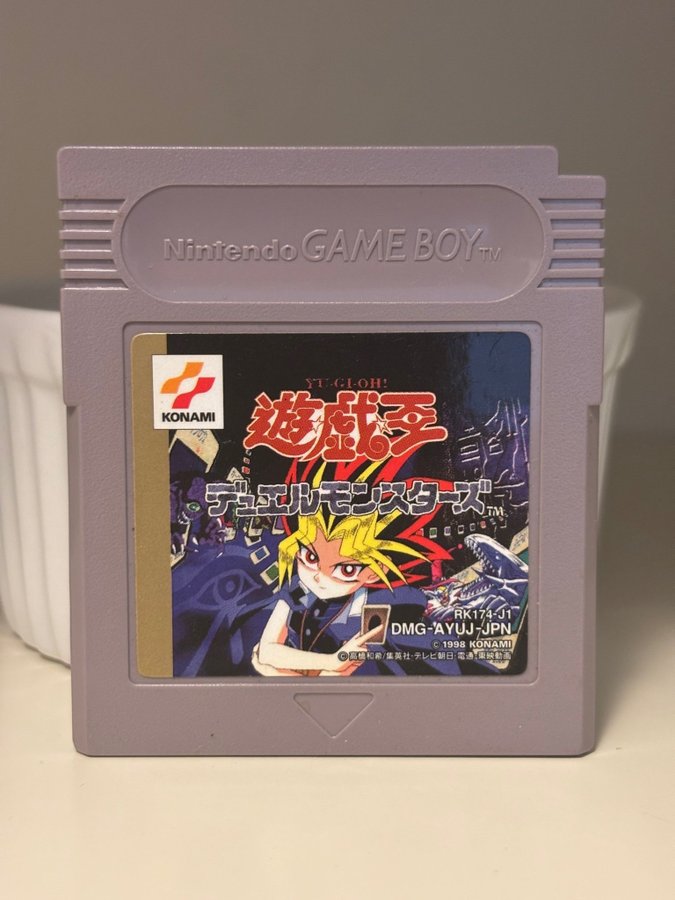 Nintendo GAME BOY TM
KONAMI
YU-GI-OH!
遊戯王
デュエルモンスターズ TM
RK174-J1
DMG-AYUJ-JPN
© 1998 KONAMI
© 高橋和希/集英社・テレビ朝日・電通・東映動画